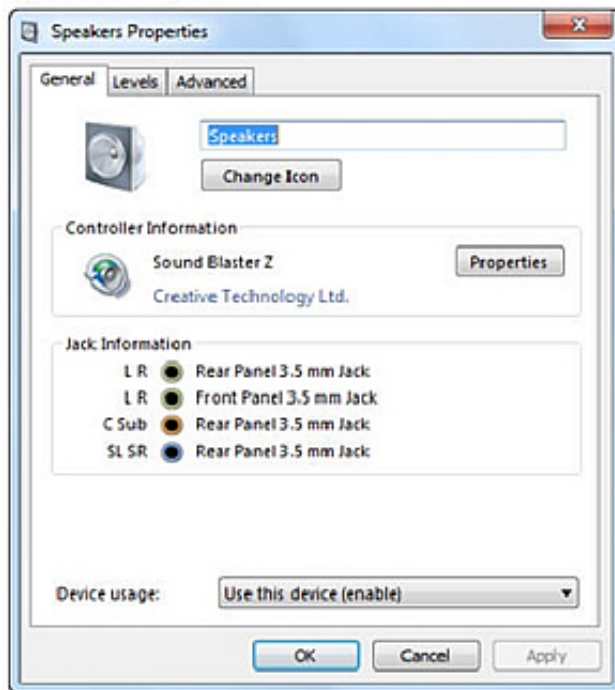 Speakers Properties
General Levels Advanced
Speakers
Change Icon
Controller Information
Sound Blaster Z
Properties
Creative Technology Ltd.
Jack Information
L R Rear Panel 3.5 mm Jack
L R Front Panel 3.5 mm Jack
C Sub Rear Panel 3.5 mm Jack
SL SR Rear Panel 3.5 mm Jack
Device usage: Use this device (enable)
OK Cancel Apply